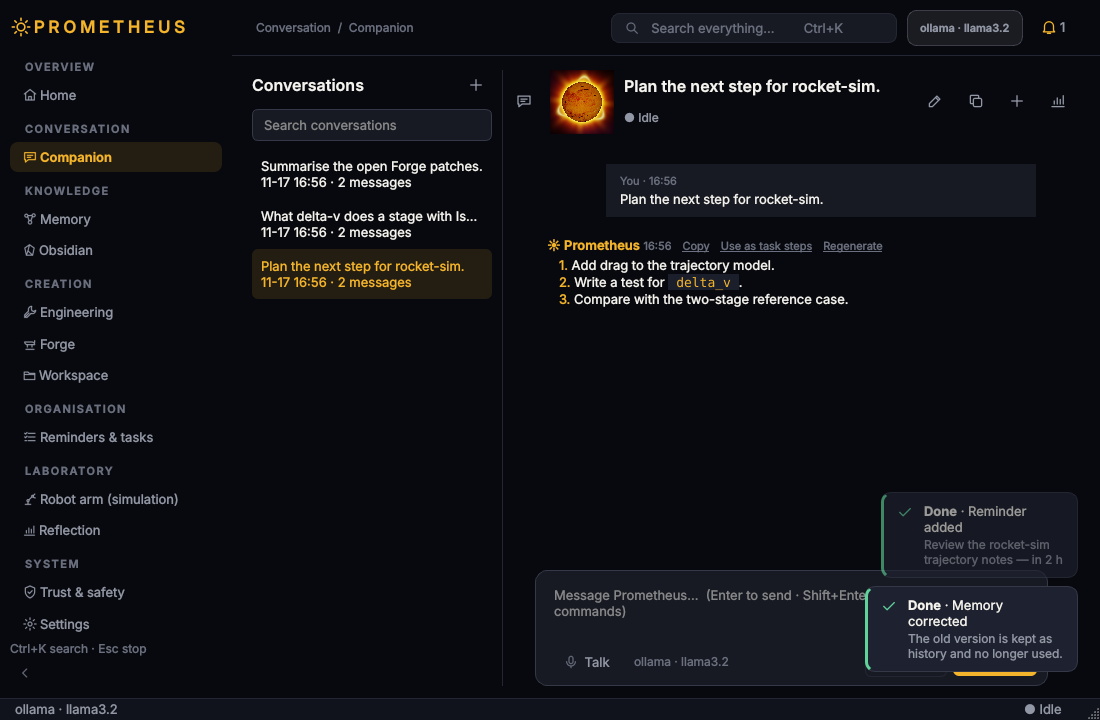 PROMETHEUS
Conversation / Companion
Search everything... Ctrl+K
ollama · llama3.2
1
OVERVIEW
Home
CONVERSATION
Companion
KNOWLEDGE
Memory
Obsidian
CREATION
Engineering
Forge
Workspace
ORGANISATION
Reminders & tasks
LABORATORY
Robot arm (simulation)
Reflection
SYSTEM
Trust & safety
Settings
Ctrl+K search · Esc stop
Conversations
Search conversations
Summarise the open Forge patches.
11-17 16:56 · 2 messages
What delta-v does a stage with Is...
11-17 16:56 · 2 messages
Plan the next step for rocket-sim.
11-17 16:56 · 2 messages
Plan the next step for rocket-sim.
Idle
You · 16:56
Plan the next step for rocket-sim.
Prometheus 16:56 Copy Use as task steps Regenerate
1. Add drag to the trajectory model.
2. Write a test for delta_v .
3. Compare with the two-stage reference case.
Done · Reminder
added
Review the rocket-sim
trajectory notes — in 2 h
Message Prometheus... (Enter to send · Shift+Ente
commands)
Talk ollama · llama3.2
Done · Memory
corrected
The old version is kept as
history and no longer used.
ollama · llama3.2
Idle